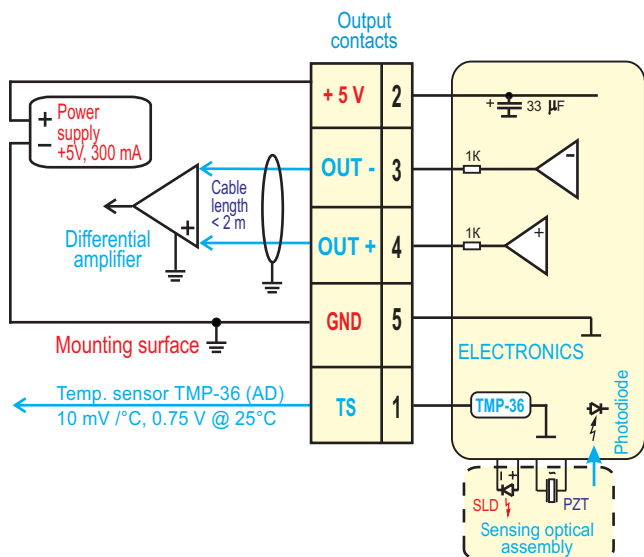 Output
contacts
+ 5 V 2
OUT - 3
OUT + 4
GND 5
TS 1
+
−
Power
supply
+5V, 300 mA
Cable
length
< 2 m
+
Differential
amplifier
Mounting surface
Temp. sensor TMP-36 (AD)
10 mV /°C, 0.75 V @ 25°C
+ 33 µF
1K
−
1K
+
ELECTRONICS
TMP-36
Photodiode
− +
~
SLD PZT
Sensing optical
assembly